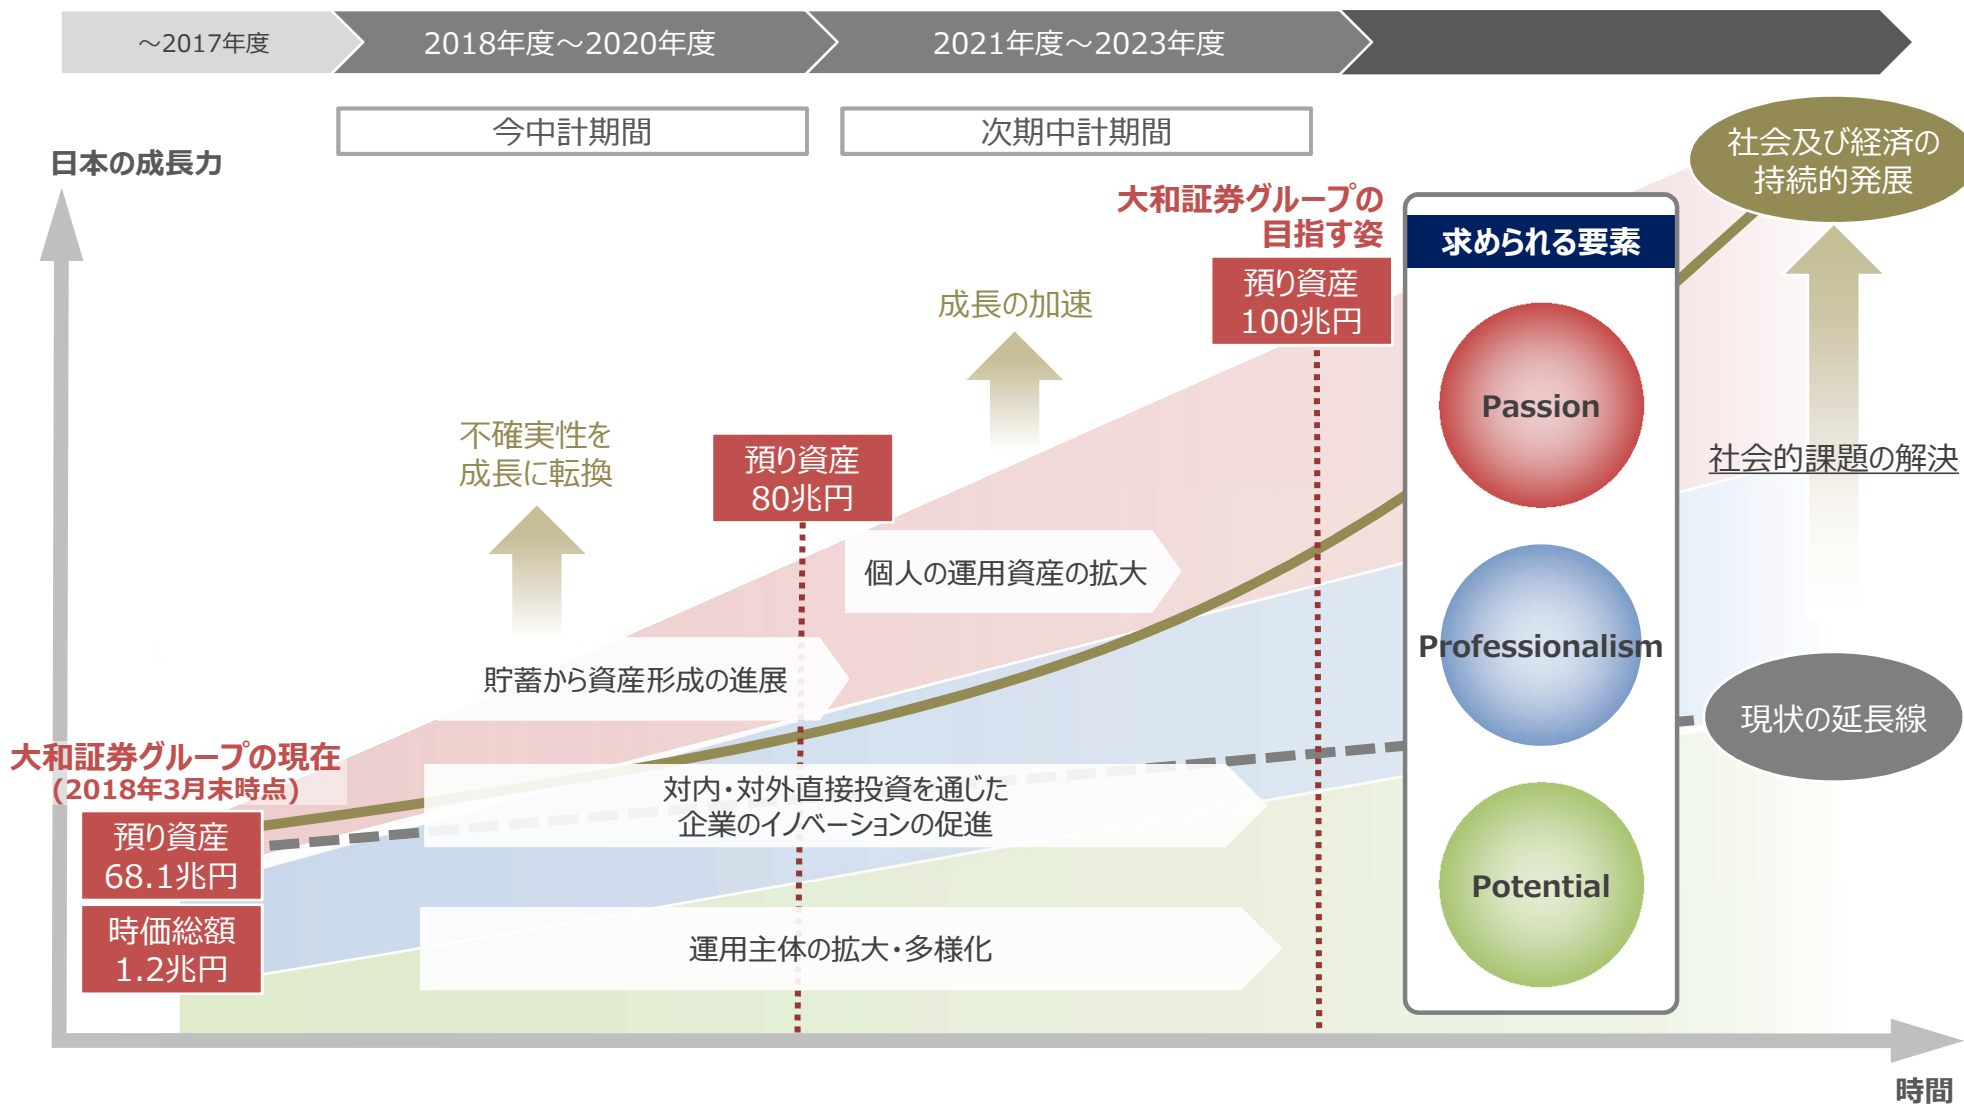 ～2017年度
2018年度～2020年度
2021年度～2023年度
今中計期間
次期中計期間
日本の成長力
社会及び経済の
持続的発展
大和証券グループの
目指す姿
預り資産
100兆円
求められる要素
成長の加速
Passion
不確実性を
成長に転換
預り資産
80兆円
社会的課題の解決
個人の運用資産の拡大
Professionalism
貯蓄から資産形成の進展
現状の延長線
大和証券グループの現在
(2018年3月末時点)
対内・対外直接投資を通じた
企業のイノベーションの促進
預り資産
68.1兆円
Potential
時価総額
1.2兆円
運用主体の拡大・多様化
時間